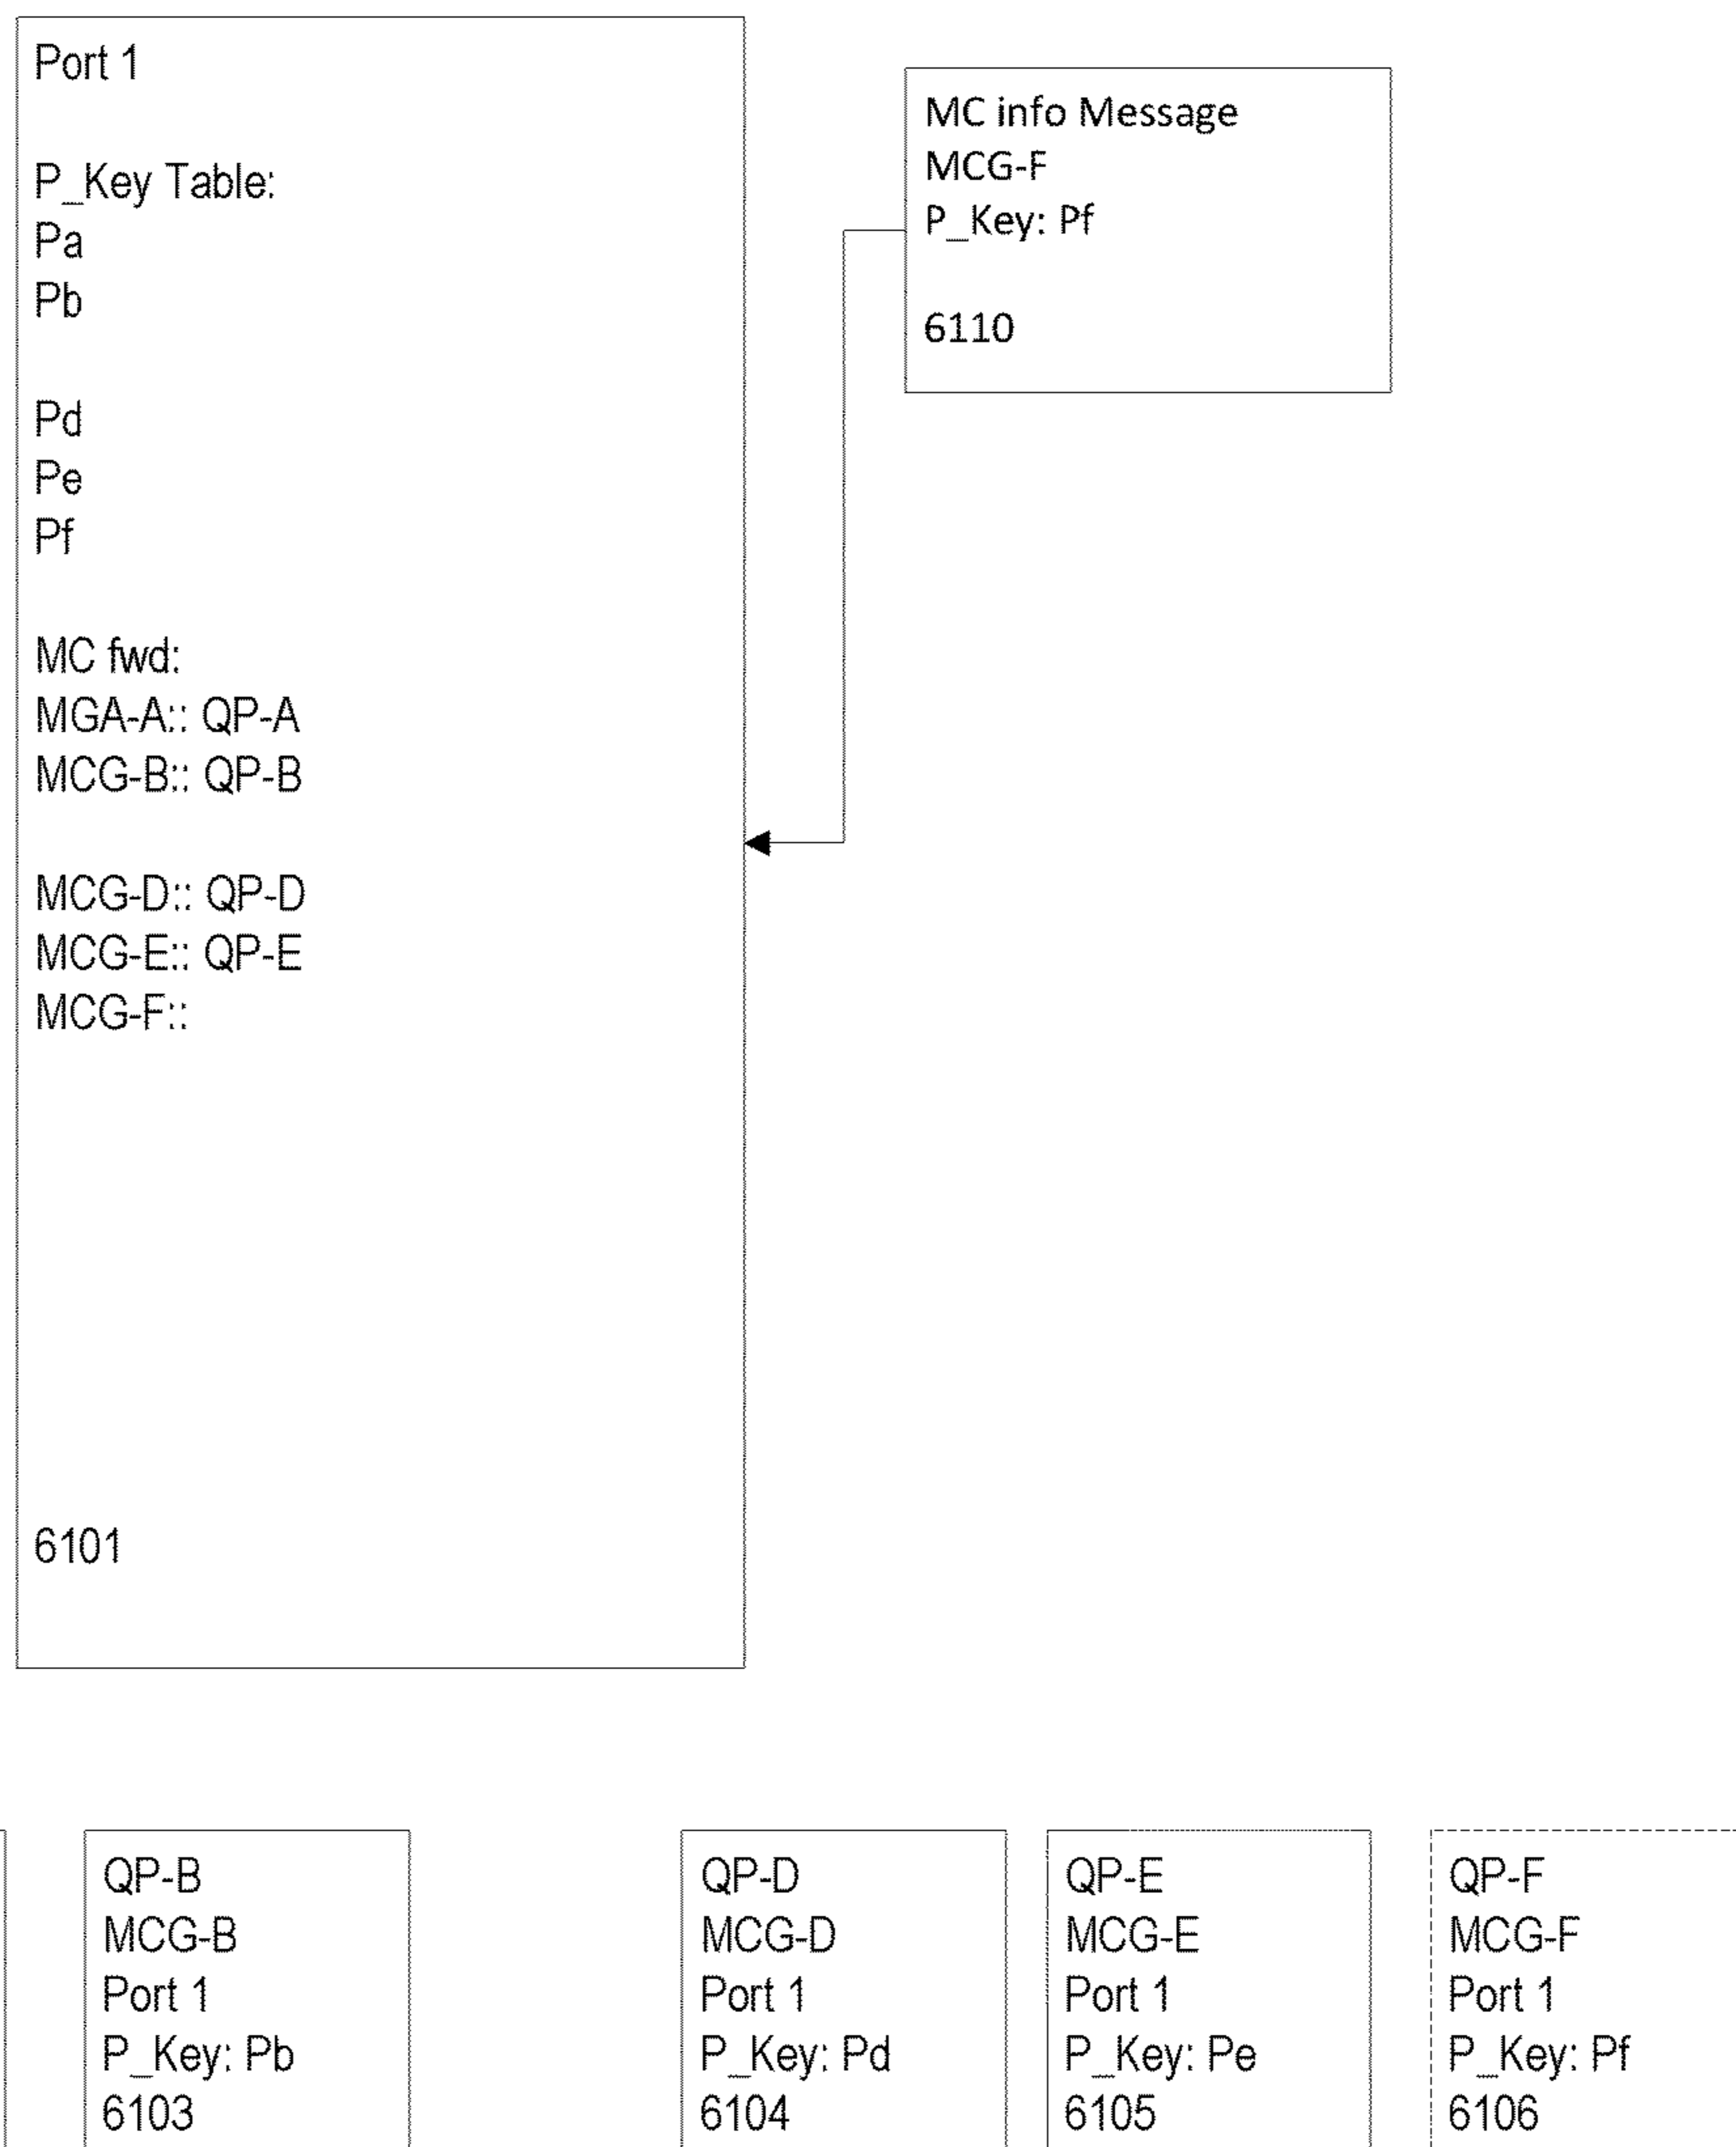 Port 1
P_Key Table:
Pa
Pb
Pd
Pe
Pf
MC fwd:
MGA-A:: QP-A
MCG-B:: QP-B
MCG-D:: QP-D
MCG-E:: QP-E
MCG-F::
6101
MC info Message
MCG-F
P_Key: Pf
6110
QP-B
MCG-B
Port 1
P_Key: Pb
6103
QP-D
MCG-D
Port 1
P_Key: Pd
6104
QP-E
MCG-E
Port 1
P_Key: Pe
6105
QP-F
MCG-F
Port 1
P_Key: Pf
6106